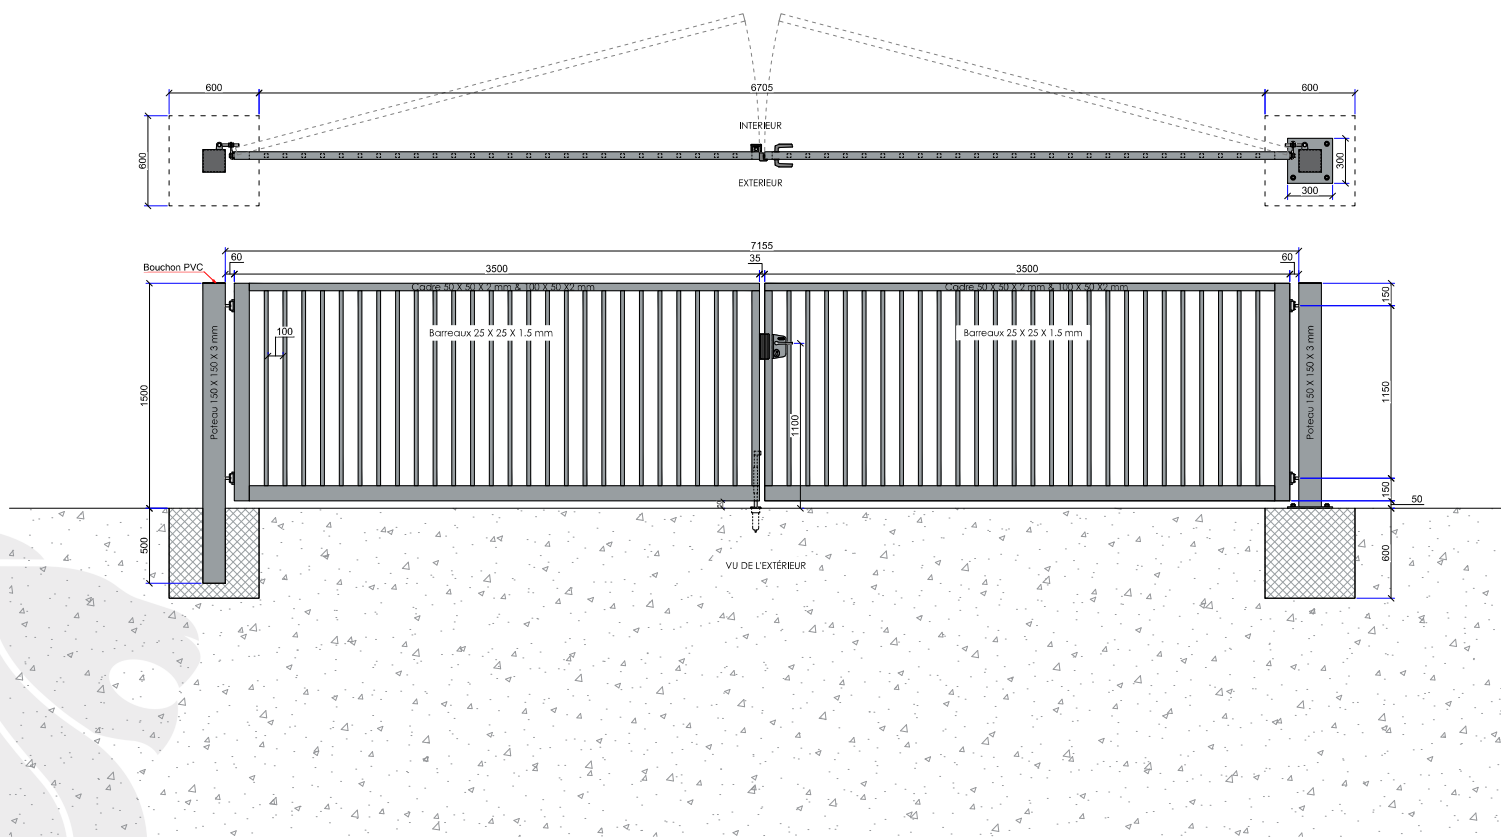 600
6705
600
INTERIEUR
600
300
EXTERIEUR
300
7155
60
35
60
Bouchon PVC
3500
3500
Cadre 50 X 50 X 2 mm & 100 X 50 X2 mm
Cadre 50 X 50 X 2 mm & 100 X 50 X2 mm
150
100
Barreaux 25 X 25 X 1.5 mm
Barreaux 25 X 25 X 1.5 mm
Poteau 150 X 150 X 3 mm
Poteau 150 X 150 X 3 mm
1500
1150
1100
150
50
500
600
VU DE L'EXTÉRIEUR